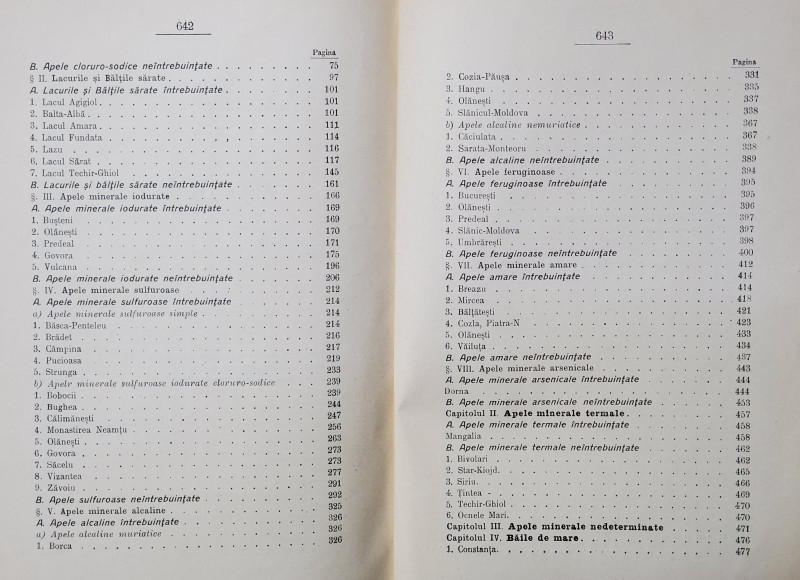 642
Pagina
B. Apele cloruro-sodice neîntrebuințate . . . . . . . . . 75
§ II. Lacurile și Bălțile sărate . . . . . . . . . . . . . 97
A. Lacurile și Bălțile sărate întrebuințate . . . . . . . . 101
1. Lacul Agigiol . . . . . . . . . . . . . . . . . . 101
2. Balta-Albă . . . . . . . . . . . . . . . . . . . 101
3. Lacul Amara . . . . . . . . . . . . . . . . . . 111
4. Lacul Fundata . . . . . . . . . . . . . . . . . 114
5. Lazu . . . . . . . . . . . . . . . . . . . . . 116
6. Lacul Sărat . . . . . . . . . . . . . . . . . . 117
7. Lacul Techir-Ghiol . . . . . . . . . . . . . . . . 145
B. Lacurile și bălțile sărate neîntrebuințate . . . . . . . 161
§. III. Apele minerale iodurate . . . . . . . . . . . . 166
A. Apele minerale iodurate întrebuințate . . . . . . . . 169
1. Bușteni . . . . . . . . . . . . . . . . . . . . 169
2. Olănești . . . . . . . . . . . . . . . . . . . 170
3. Predeal . . . . . . . . . . . . . . . . . . . . 171
4. Govora . . . . . . . . . . . . . . . . . . . . 175
5. Vulcana . . . . . . . . . . . . . . . . . . . . 196
B. Apele minerale iodurate neîntrebuințate . . . . . . . 206
§. IV. Apele minerale sulfuroase . . . . . . . . . . . 212
A. Apele minerale sulfuroase întrebuințate . . . . . . . 214
a) Apele minerale sulfuroase simple . . . . . . . . . . 214
1. Băsca-Penteleu . . . . . . . . . . . . . . . . . 214
2. Brădet . . . . . . . . . . . . . . . . . . . . 216
3. Câmpina . . . . . . . . . . . . . . . . . . . 217
4. Pucioasa . . . . . . . . . . . . . . . . . . . 219
5. Strunga . . . . . . . . . . . . . . . . . . . . 233
b) Apelr minerale sulfuroase iodurate cloruro-sodice . . . . 239
1. Bobocii . . . . . . . . . . . . . . . . . . . . 239
2. Bughea . . . . . . . . . . . . . . . . . . . . 244
3. Călimănești . . . . . . . . . . . . . . . . . . 247
4. Monastirea Neamțu . . . . . . . . . . . . . . . 256
5. Olănești . . . . . . . . . . . . . . . . . . . 263
6. Govora . . . . . . . . . . . . . . . . . . . . 273
7. Săcelu . . . . . . . . . . . . . . . . . . . . 273
8. Vizantea . . . . . . . . . . . . . . . . . . . 277
9. Zăvoiu . . . . . . . . . . . . . . . . . . . . 291
B. Apele sulfuroase neîntrebuințate . . . . . . . . . . 292
§. V. Apele minerale alcaline . . . . . . . . . . . . . 325
A. Apele alcaline întrebuințate . . . . . . . . . . . . 326
a) Apele alcaline muriatice . . . . . . . . . . . . . 326
1. Borca . . . . . . . . . . . . . . . . . . . . 326
643
Pagina
2. Cozia-Păușa . . . . . . . . . . . . . . . . . . 331
3. Hangu . . . . . . . . . . . . . . . . . . . . 335
4. Olănești . . . . . . . . . . . . . . . . . . . 337
5. Slănicul-Moldova . . . . . . . . . . . . . . . . 338
b) Apele alcaline nemuriatice . . . . . . . . . . . . 367
1. Căciulata . . . . . . . . . . . . . . . . . . . 367
2. Sarata-Monteoru . . . . . . . . . . . . . . . . 338
B. Apele alcaline neîntrebuințate . . . . . . . . . . . 389
§. VI. Apele feruginoase . . . . . . . . . . . . . . . 394
A. Apele feruginoase întrebuințate . . . . . . . . . . 395
1. București . . . . . . . . . . . . . . . . . . . 395
2. Olănești . . . . . . . . . . . . . . . . . . . 396
3. Predeal . . . . . . . . . . . . . . . . . . . . 397
4. Slănic-Moldova . . . . . . . . . . . . . . . . . 397
5. Umbrărești . . . . . . . . . . . . . . . . . . 398
B. Apele feruginoase neîntrebuințate . . . . . . . . . 400
§. VII. Apele minerale amare . . . . . . . . . . . . . 412
A. Apele amare întrebuințate . . . . . . . . . . . . 414
1. Breazu . . . . . . . . . . . . . . . . . . . . 414
2. Mircea . . . . . . . . . . . . . . . . . . . . 418
3. Bălțătești . . . . . . . . . . . . . . . . . . . 421
4. Cozla, Piatra-N . . . . . . . . . . . . . . . . 423
5. Olănești . . . . . . . . . . . . . . . . . . . 433
6. Văiluța . . . . . . . . . . . . . . . . . . . . 434
B. Apele amare neîntrebuințate . . . . . . . . . . . 437
§. VIII. Apele minerale arsenicale . . . . . . . . . . . 443
A. Apele minerale arsenicale întrebuințate . . . . . . . 444
Dorna . . . . . . . . . . . . . . . . . . . . . 444
B. Apele minerale arsenicale neîntrebuințate . . . . . . 453
Capitolul II. Apele minerale termale . . . . . . . . . 457
A. Apele minerale termale întrebuințate . . . . . . . . 458
Mangalia . . . . . . . . . . . . . . . . . . . . 458
B. Apele minerale termale neîntrebuințate . . . . . . . 462
1. Bivolari . . . . . . . . . . . . . . . . . . . 462
2. Star-Kiojd . . . . . . . . . . . . . . . . . . . 465
3. Siriu . . . . . . . . . . . . . . . . . . . . . 466
4. Țintea - . . . . . . . . . . . . . . . . . . . 469
5. Techir-Ghiol . . . . . . . . . . . . . . . . . . 470
6. Ocnele Mari . . . . . . . . . . . . . . . . . . 470
Capitolul III. Apele minerale nedeterminate . . . . . 471
Capitolul IV. Băile de mare . . . . . . . . . . . . . 476
1. Constanța . . . . . . . . . . . . . . . . . . . 477